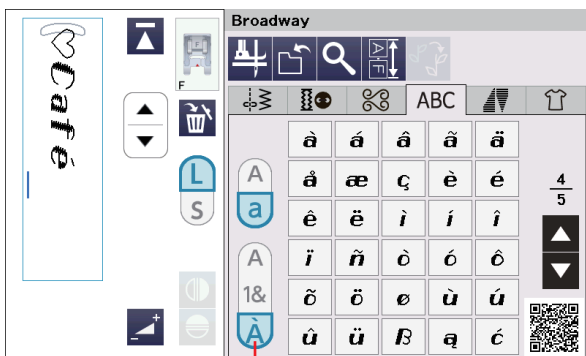 Broadway
♡Café
F
L
S
ABC
A
a
A
1&
À
à á â ã ä
å æ ç è é
ê ë ì í î
ï ñ ò ó ô
õ ö ø ù ú
û ü ß ą ć
4
5